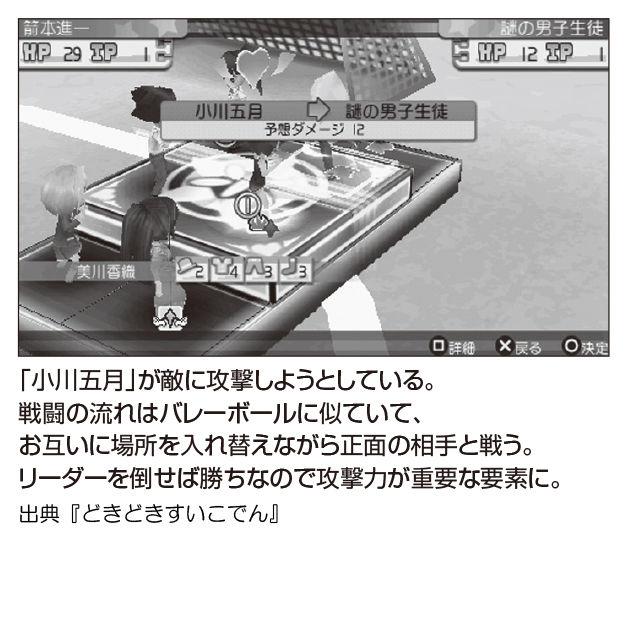 箭本進一
謎の男子生徒
HP 29 IP 1
HP 12 IP 1
小川五月 謎の男子生徒
予想ダメージ 12
美川香織 2 4 3 3
詳細 戻る 決定
「小川五月」が敵に攻撃しようとしている。
戦闘の流れはバレーボールに似ていて、
お互いに場所を入れ替えながら正面の相手と戦う。
リーダーを倒せば勝ちなので攻撃力が重要な要素に。
出典『どきどきすいこでん』